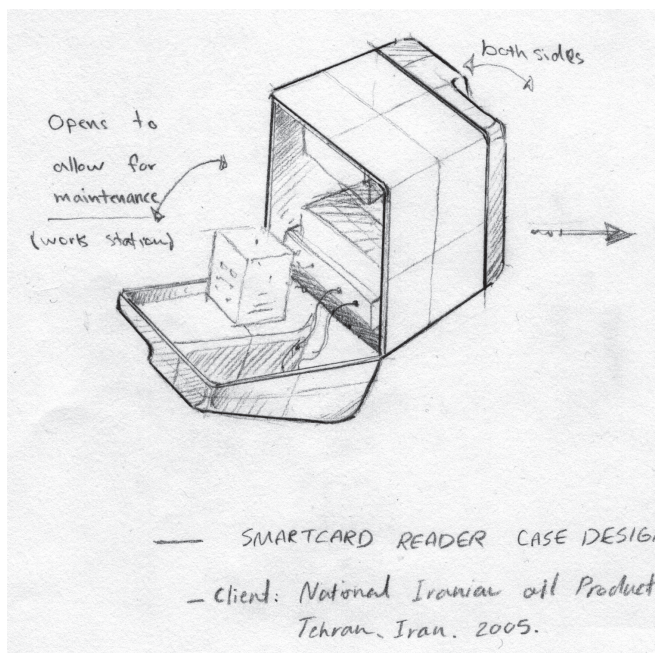 both sides
Opens to
allow for
maintenance
(work station)
— SMARTCARD READER CASE DESIG
– Client: National Iranian oil Product
Tehran, Iran. 2005.